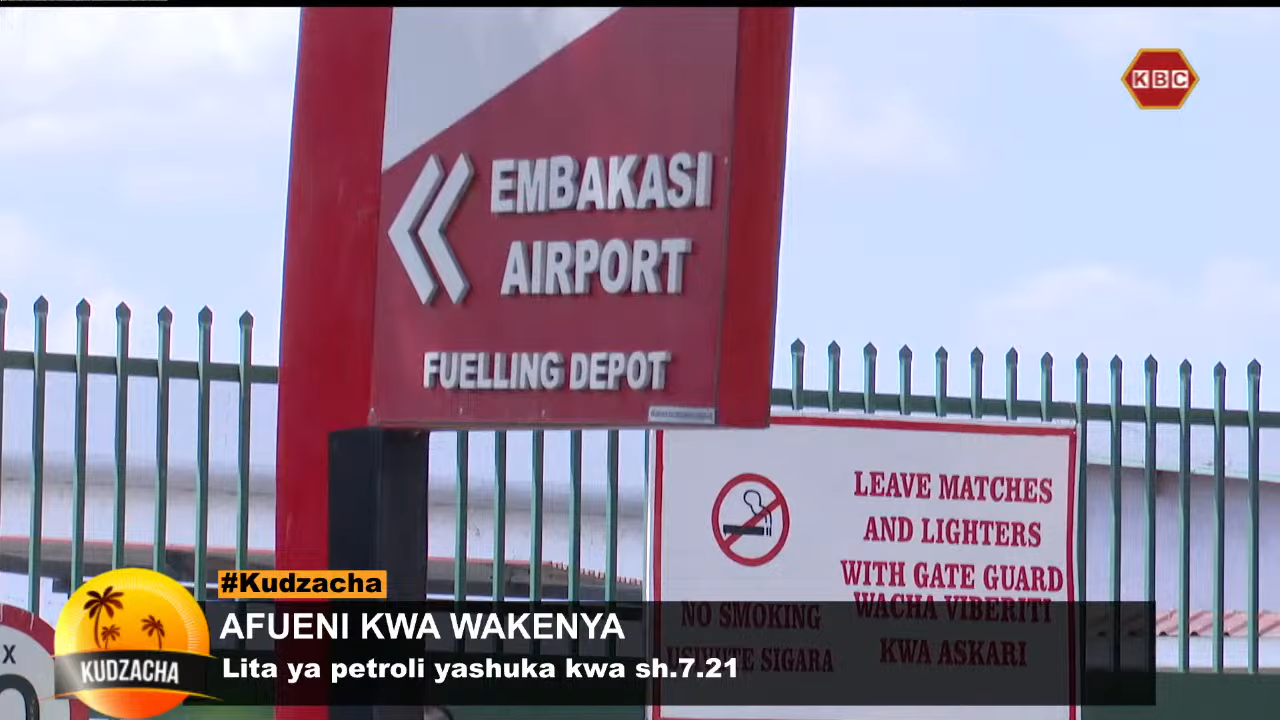 KBC
EMBAKASI
AIRPORT
FUELLING DEPOT
LEAVE MATCHES
AND LIGHTERS
WITH GATE GUARD
WACHA VIBERITI
KWA ASKARI
NO SMOKING
USIVUTE SIGARA
X
#Kudzacha
AFUENI KWA WAKENYA
Lita ya petroli yashuka kwa sh.7.21
KUDZACHA